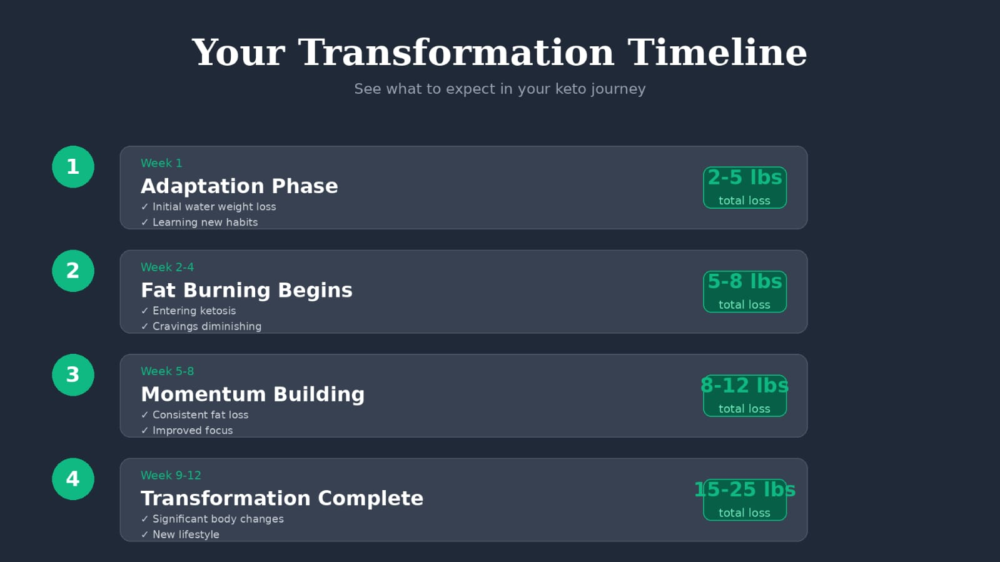 Your Transformation Timeline
See what to expect in your keto journey
1
Week 1
Adaptation Phase
✓ Initial water weight loss
✓ Learning new habits
2-5 lbs
total loss
2
Week 2-4
Fat Burning Begins
✓ Entering ketosis
✓ Cravings diminishing
5-8 lbs
total loss
3
Week 5-8
Momentum Building
✓ Consistent fat loss
✓ Improved focus
8-12 lbs
total loss
4
Week 9-12
Transformation Complete
✓ Significant body changes
✓ New lifestyle
15-25 lbs
total loss